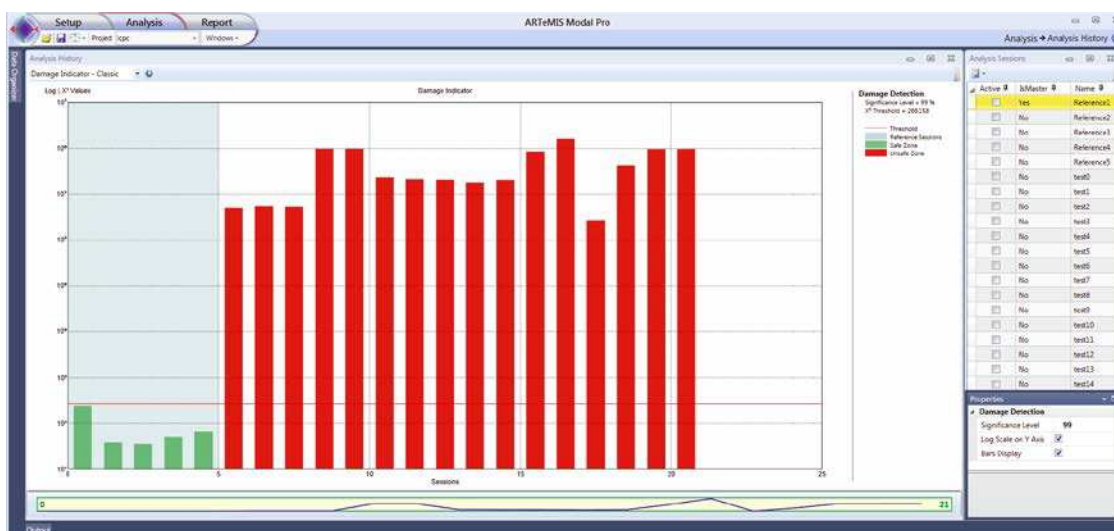 Setup Analysis Report
ARTeMIS Modal Pro
Project icpc Windows
Analysis Analysis History
Data Organizer
Analysis History
Damage Indicator - Classic
Log | X² Values
Damage Indicator
0 5 10 15 20 25
Sessions
Damage Detection
Significance Level = 99 %
Threshold
Reference Sessions
Safe Zone
Unsafe Zone
0 21
Output
Analysis Sessions
Active IsMaster Name
Yes Reference1
No Reference2
No Reference3
No Reference4
No Reference5
No test0
No test1
No test2
No test3
No test4
No test5
No test6
No test7
No test8
No test9
No test10
No test11
No test12
No test13
No test14
Properties
Damage Detection
Significance Level 99
Log Scale on Y Axis
Bars Display